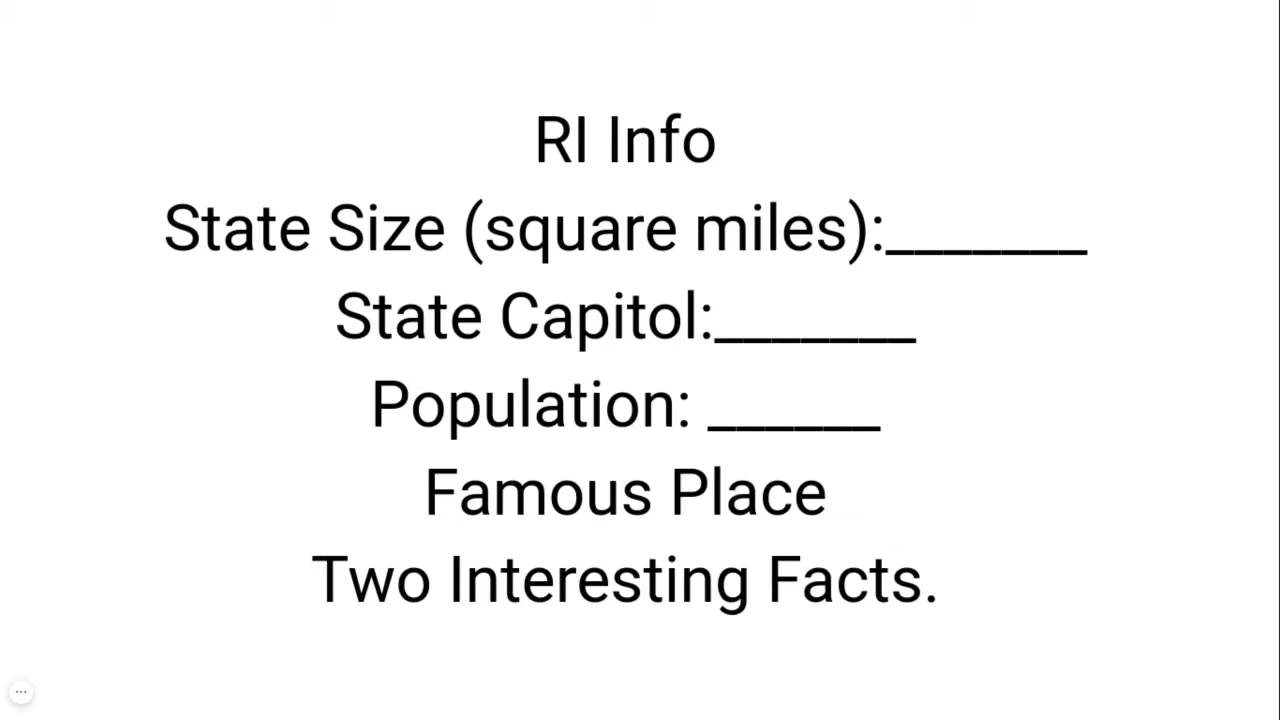 RI Info
State Size (square miles):_______
State Capitol:_______
Population: ______
Famous Place
Two Interesting Facts.